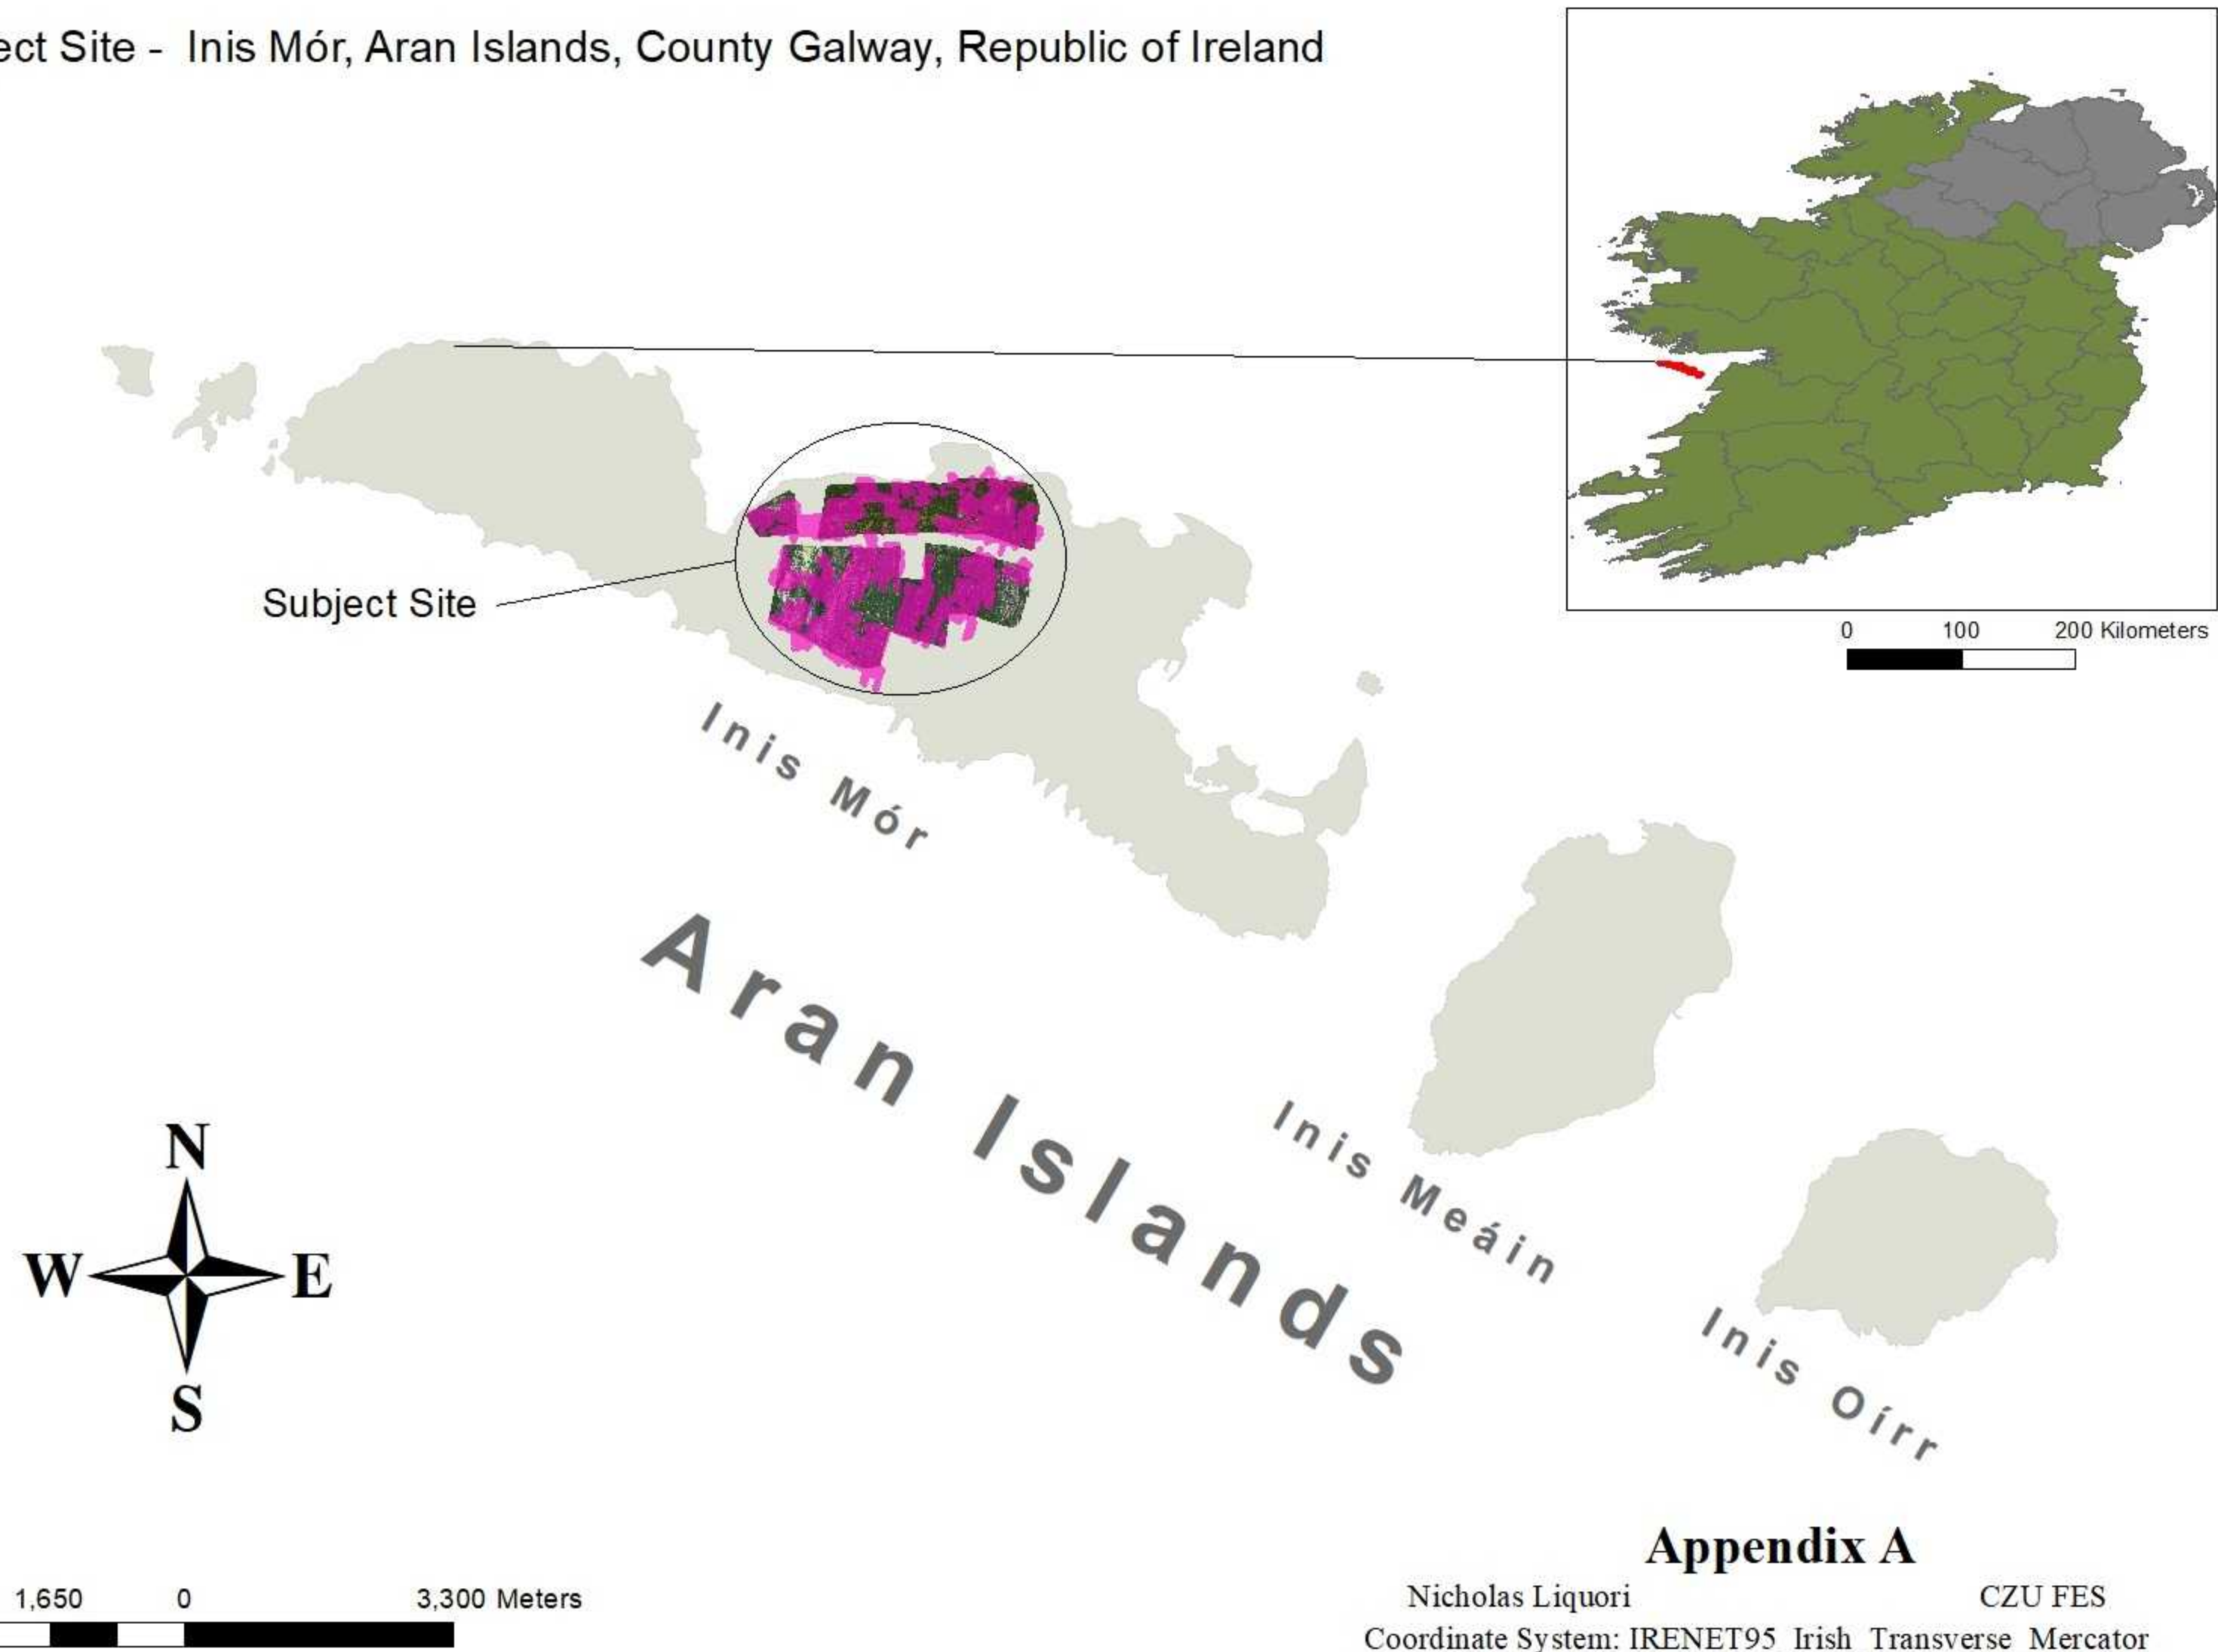 ect Site - Inis Mór, Aran Islands, County Galway, Republic of Ireland
0 100 200 Kilometers
Subject Site
Inis Mór
Aran Islands
Inis Meáin
Inis Oírr
N
W E
S
1,650 0 3,300 Meters
Appendix A
Nicholas Liquori CZU FES
Coordinate System: IRENET95 Irish Transverse Mercator